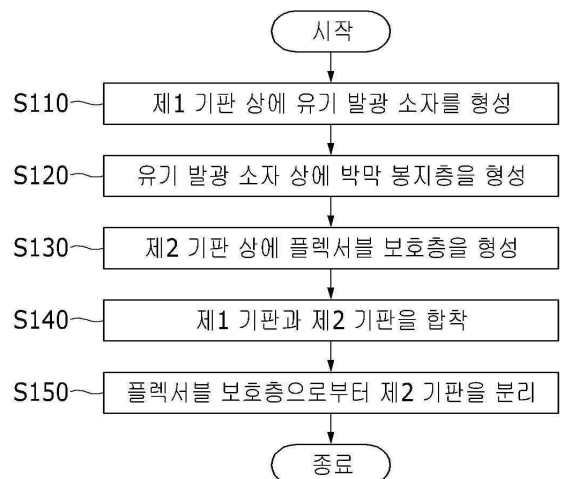 시작
S110 제1 기판 상에 유기 발광 소자를 형성
S120 유기 발광 소자 상에 박막 봉지층을 형성
S130 제2 기판 상에 플렉서블 보호층을 형성
S140 제1 기판과 제2 기판을 합착
S150 플렉서블 보호층으로부터 제2 기판을 분리
종료